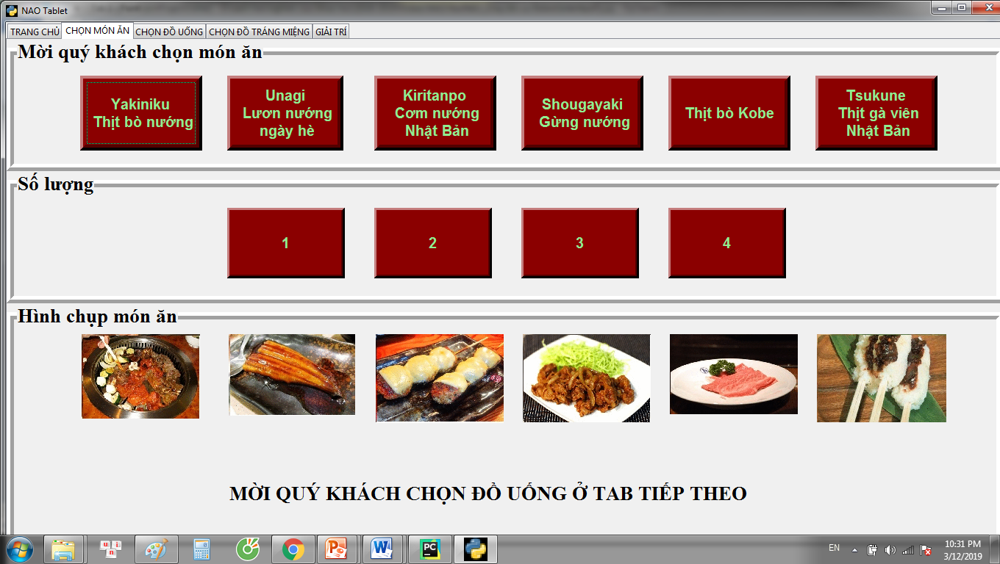 NAO Tablet
TRANG CHỦ
CHỌN MÓN ĂN
CHỌN ĐỒ UỐNG
CHỌN ĐỒ TRÁNG MIỆNG
GIẢI TRÍ
Mời quý khách chọn món ăn
Yakiniku
Thịt bò nướng
Unagi
Lươn nướng
ngày hè
Kiritanpo
Cơm nướng
Nhật Bản
Shougayaki
Gừng nướng
Thịt bò Kobe
Tsukune
Thịt gà viên
Nhật Bản
Số lượng
1
2
3
4
Hình chụp món ăn
MỜI QUÝ KHÁCH CHỌN ĐỒ UỐNG Ở TAB TIẾP THEO
u i n
P
W
PC
EN
10:31 PM
3/12/2019